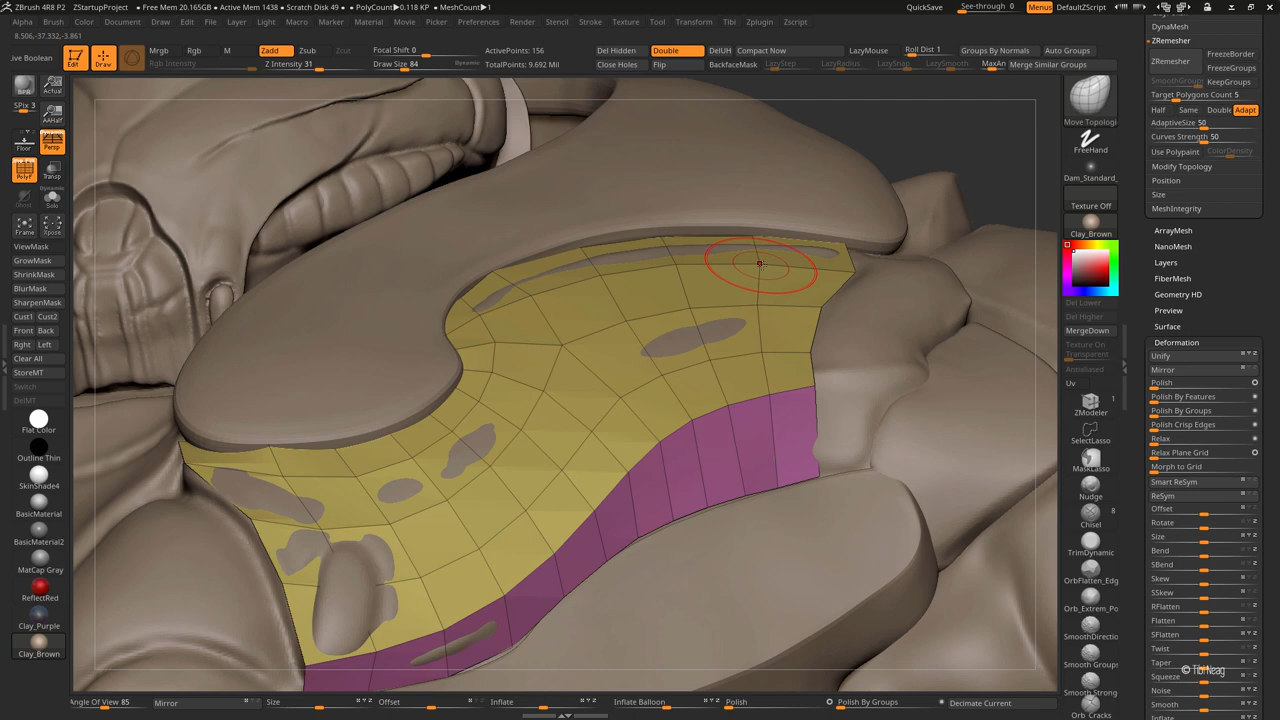 ZBrush 4R8 P2 ZStartupProject • Free Mem 20.165GB • Active Mem 1438 • Scratch Disk 49 • PolyCount▶0.118 KP • MeshCount▶1
QuickSave See-through 0 Menus DefaultZScript
Alpha Brush Color Document Draw Edit File Layer Light Macro Marker Material Movie Picker Preferences Render Stencil Stroke Texture Tool Transform Tbi Zplugin Zscript
8.506,-37.332,-3.861
ive Boolean Edit Draw Mrgb Rgb M Zadd Zsub Zcut Focal Shift 0 ActivePoints: 156 Del Hidden Double DelUH Compact Now LazyMouse Roll Dist 1 Groups By Normals Auto Groups
Rgb Intensity Z Intensity 31 Draw Size 84 Dynamic TotalPoints: 9.692 Mil Close Holes Flip BackfaceMask LazyStep LazyRadius LazySnap LazySmooth MaxAn Merge Similar Groups
BPR Actual
SPix 3
AAHalf
Floor Persp
PolyF Transp
Dynamic
Ghost Solo
Frame Xpose
ViewMask
GrowMask
ShrinkMask
BlurMask
SharpenMask
Cust1 Cust2
Front Back
Rght Left
Clear All
StoreMT
Switch
DelMT
Flat Color
Outline Thin
SkinShade4
BasicMaterial
BasicMaterial2
MatCap Gray
ReflectRed
Clay_Purple
Clay_Brown
Move Topologi
FreeHand
Dam_Standard_
Texture Off
Clay_Brown
Del Lower
Del Higher
MergeDown
Texture On
Transparent
Antialiased
Uv
1
ZModeler
SelectLasso
MaskLasso
Nudge
8
Chisel
TrimDynamic
OrbFlatten_Edg
Orb_Extrem_Po
SmoothDirectio
Smooth Groups
Smooth Strong
Orb_Cracks
DynaMesh
ZRemesher
ZRemesher FreezeBorder
FreezeGroups
SmoothGroups KeepGroups
Target Polygons Count 5
Half Same Double Adapt
AdaptiveSize 50
Curves Strength 50
Use Polypaint ColorDensity
Modify Topology
Position
Size
MeshIntegrity
ArrayMesh
NanoMesh
Layers
FiberMesh
Geometry HD
Preview
Surface
Deformation
Unify
Mirror
Polish
Polish By Features
Polish By Groups
Polish Crisp Edges
Relax
Relax Plane Grid
Morph to Grid
Smart ReSym
ReSym
Offset
Rotate
Size
Bend
SBend
Skew
SSkew
RFlatten
Flatten
SFlatten
Twist
Taper
Squeeze
Noise
Smooth
Inflate
© TibiNeag
Angle Of View 85 Mirror Size Offset Inflate Inflate Balloon Polish Polish By Groups Decimate Current